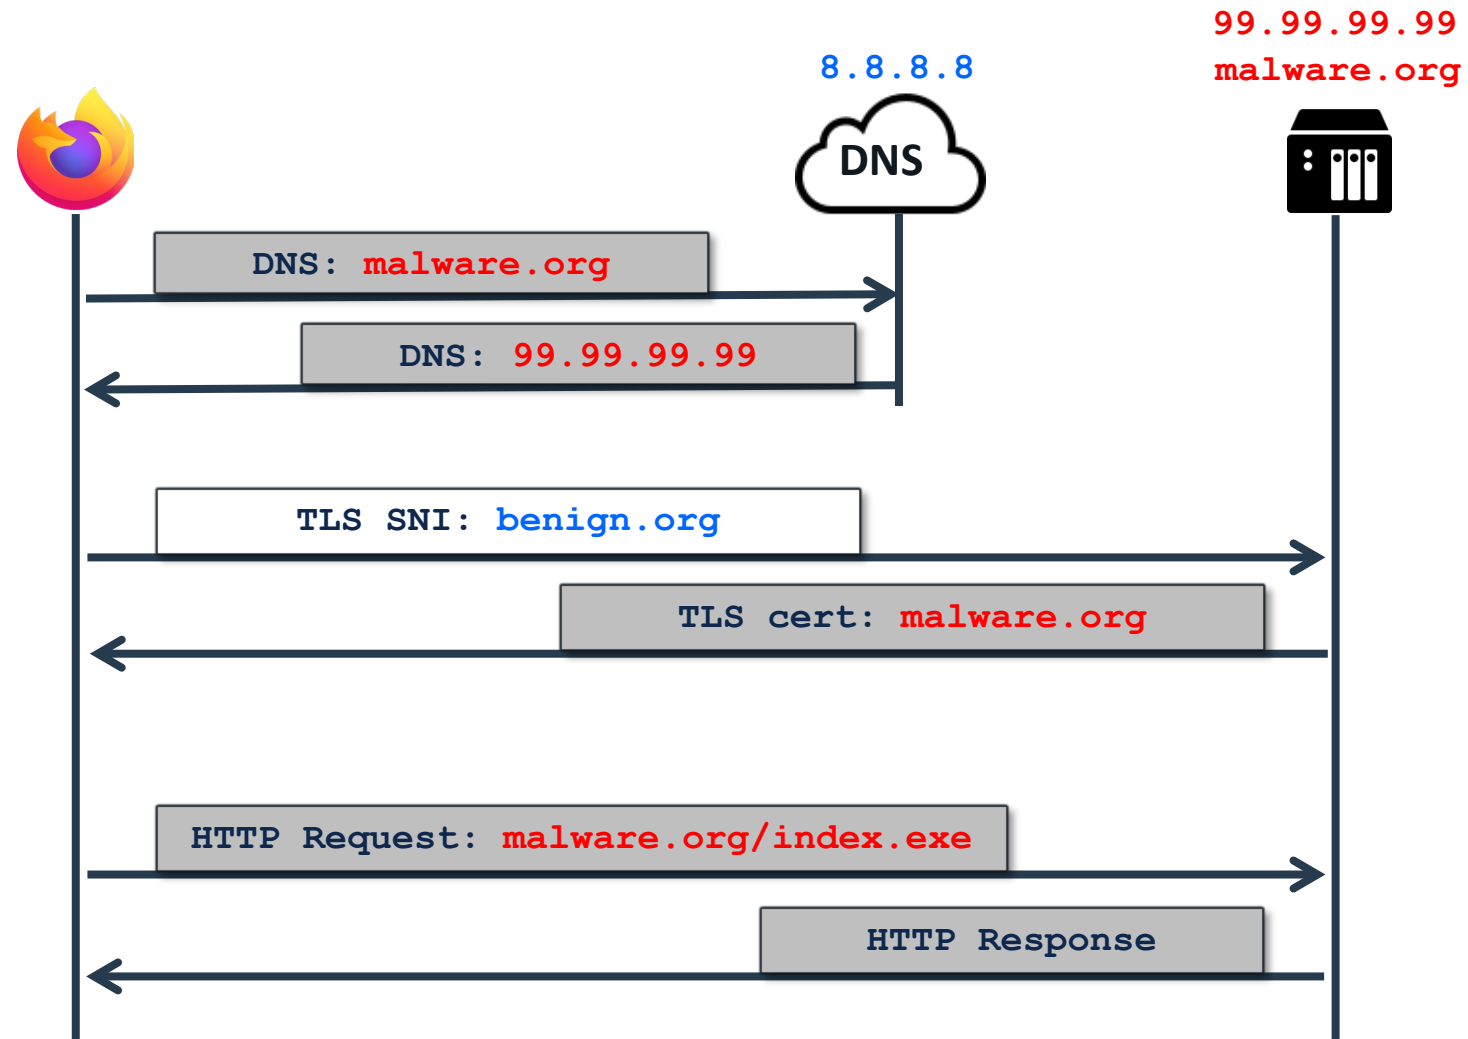 99.99.99.99
malware.org
8.8.8.8
DNS
DNS: malware.org
DNS: 99.99.99.99
TLS SNI: benign.org
TLS cert: malware.org
HTTP Request: malware.org/index.exe
HTTP Response